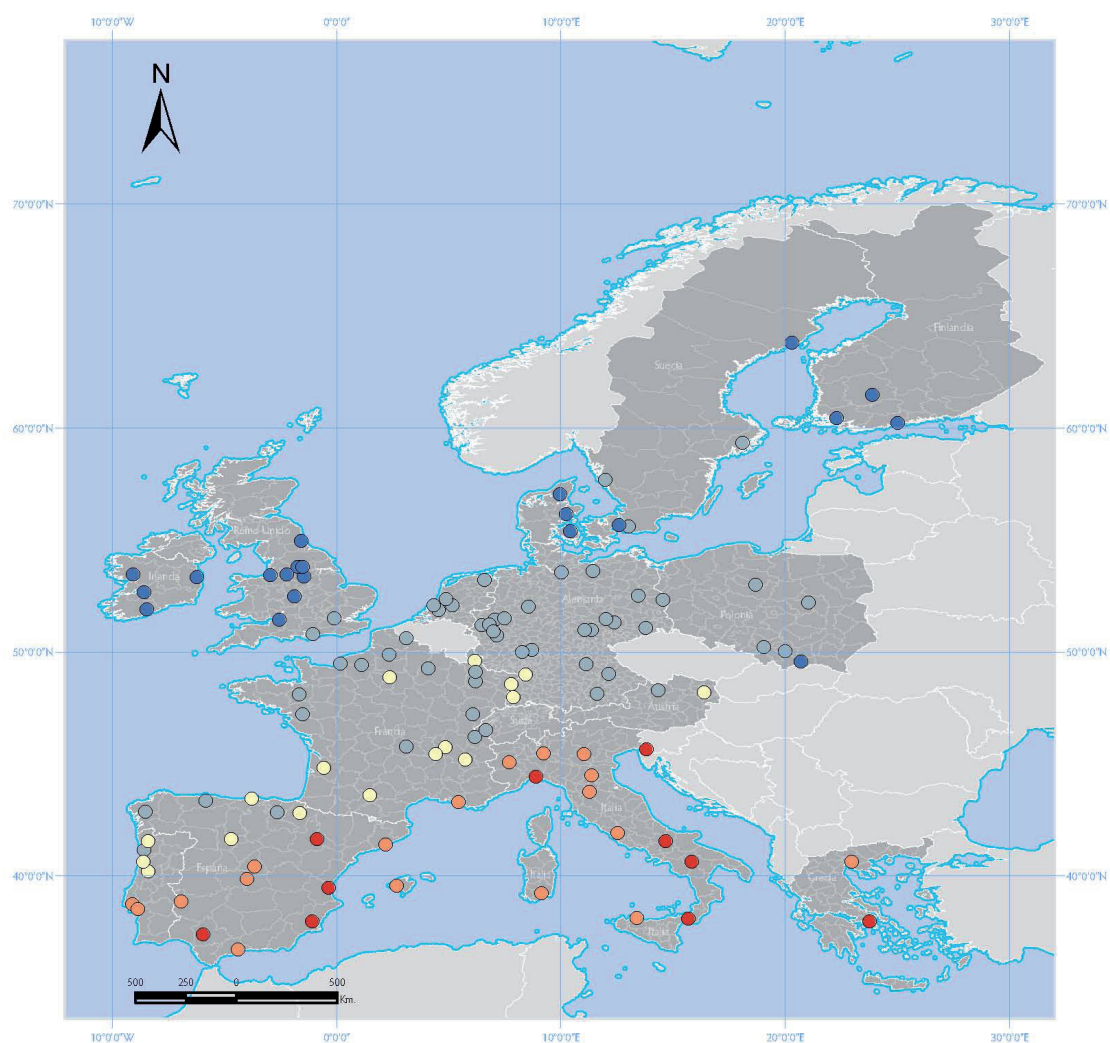 10°0'0"W 0°0'0" 10°0'0"E 20°0'0"E 30°0'0"E
N
70°0'0"N 70°0'0"N
Finlandia
Suecia
60°0'0"N 60°0'0"N
Reino Unido
Irlanda
Alemania
Polonia
50°0'0"N 50°0'0"N
Austria
Suiza
Francia
Italia
España
Italia
Grecia
40°0'0"N 40°0'0"N
Italia
500 250 0 500
Km.
10°0'0"W 0°0'0" 10°0'0"E 20°0'0"E 30°0'0"E